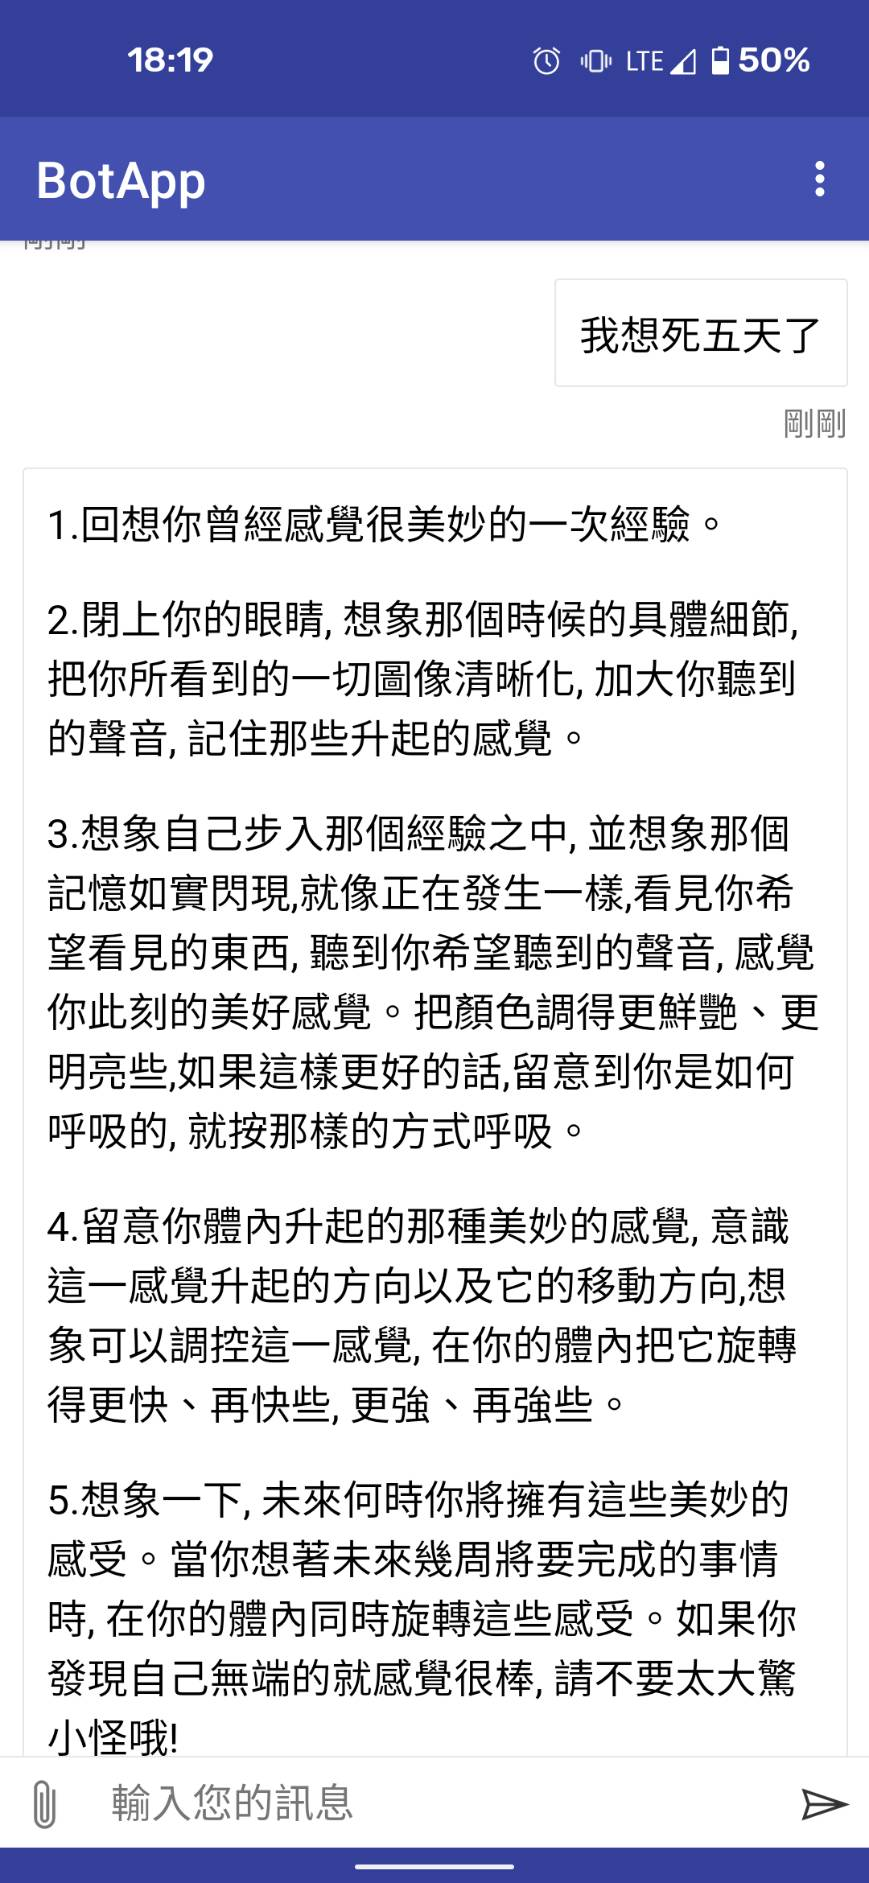 18:19
LTE 50%
BotApp
剛剛
我想死五天了
剛剛
1.回想你曾經感覺很美妙的一次經驗。
2.閉上你的眼睛, 想象那個時候的具體細節,
把你所看到的一切圖像清晰化, 加大你聽到
的聲音, 記住那些升起的感覺。
3.想象自己步入那個經驗之中, 並想象那個
記憶如實閃現,就像正在發生一樣,看見你希
望看見的東西, 聽到你希望聽到的聲音, 感覺
你此刻的美好感覺。把顏色調得更鮮艷、更
明亮些,如果這樣更好的話,留意到你是如何
呼吸的, 就按那樣的方式呼吸。
4.留意你體內升起的那種美妙的感覺, 意識
這一感覺升起的方向以及它的移動方向,想
象可以調控這一感覺, 在你的體內把它旋轉
得更快、再快些, 更強、再強些。
5.想象一下, 未來何時你將擁有這些美妙的
感受。當你想著未來幾周將要完成的事情
時, 在你的體內同時旋轉這些感受。如果你
發現自己無端的就感覺很棒, 請不要太大驚
小怪哦!
輸入您的訊息